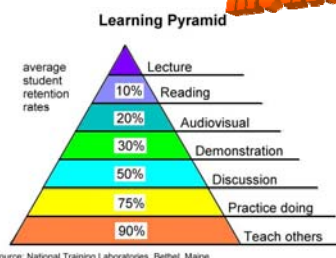 Learning Pyramid
average
student
retention
rates
Lecture
10% Reading
20% Audiovisual
30% Demonstration
50% Discussion
75% Practice doing
90% Teach others
Source: National Training Laboratories, Bethel, Maine